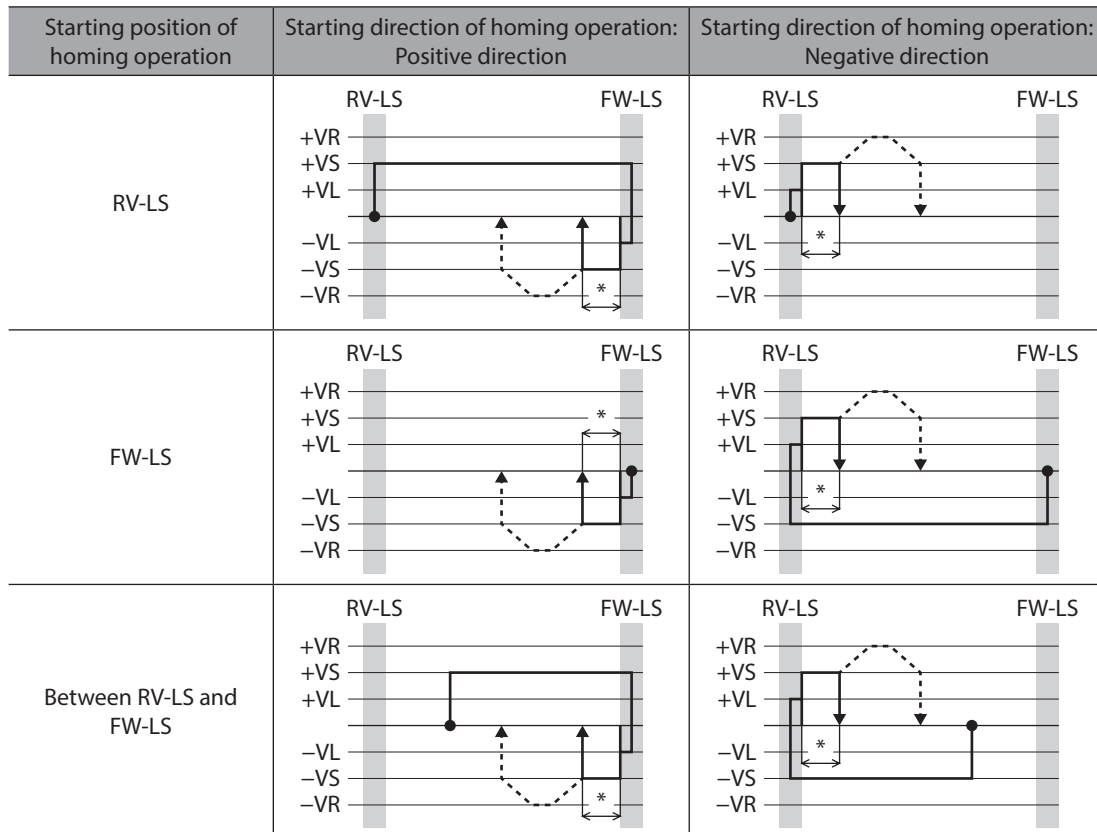 Starting position of
homing operation
Starting direction of homing operation:
Positive direction
Starting direction of homing operation:
Negative direction
RV-LS
RV-LS FW-LS
+VR
+VS
+VL
−VL
−VS
−VR
*
RV-LS FW-LS
+VR
+VS
+VL
−VL
−VS
−VR
*
FW-LS
RV-LS FW-LS
+VR
+VS
+VL
−VL
−VS
−VR
*
RV-LS FW-LS
+VR
+VS
+VL
−VL
−VS
−VR
*
Between RV-LS and
FW-LS
RV-LS FW-LS
+VR
+VS
+VL
−VL
−VS
−VR
*
RV-LS FW-LS
+VR
+VS
+VL
−VL
−VS
−VR
*